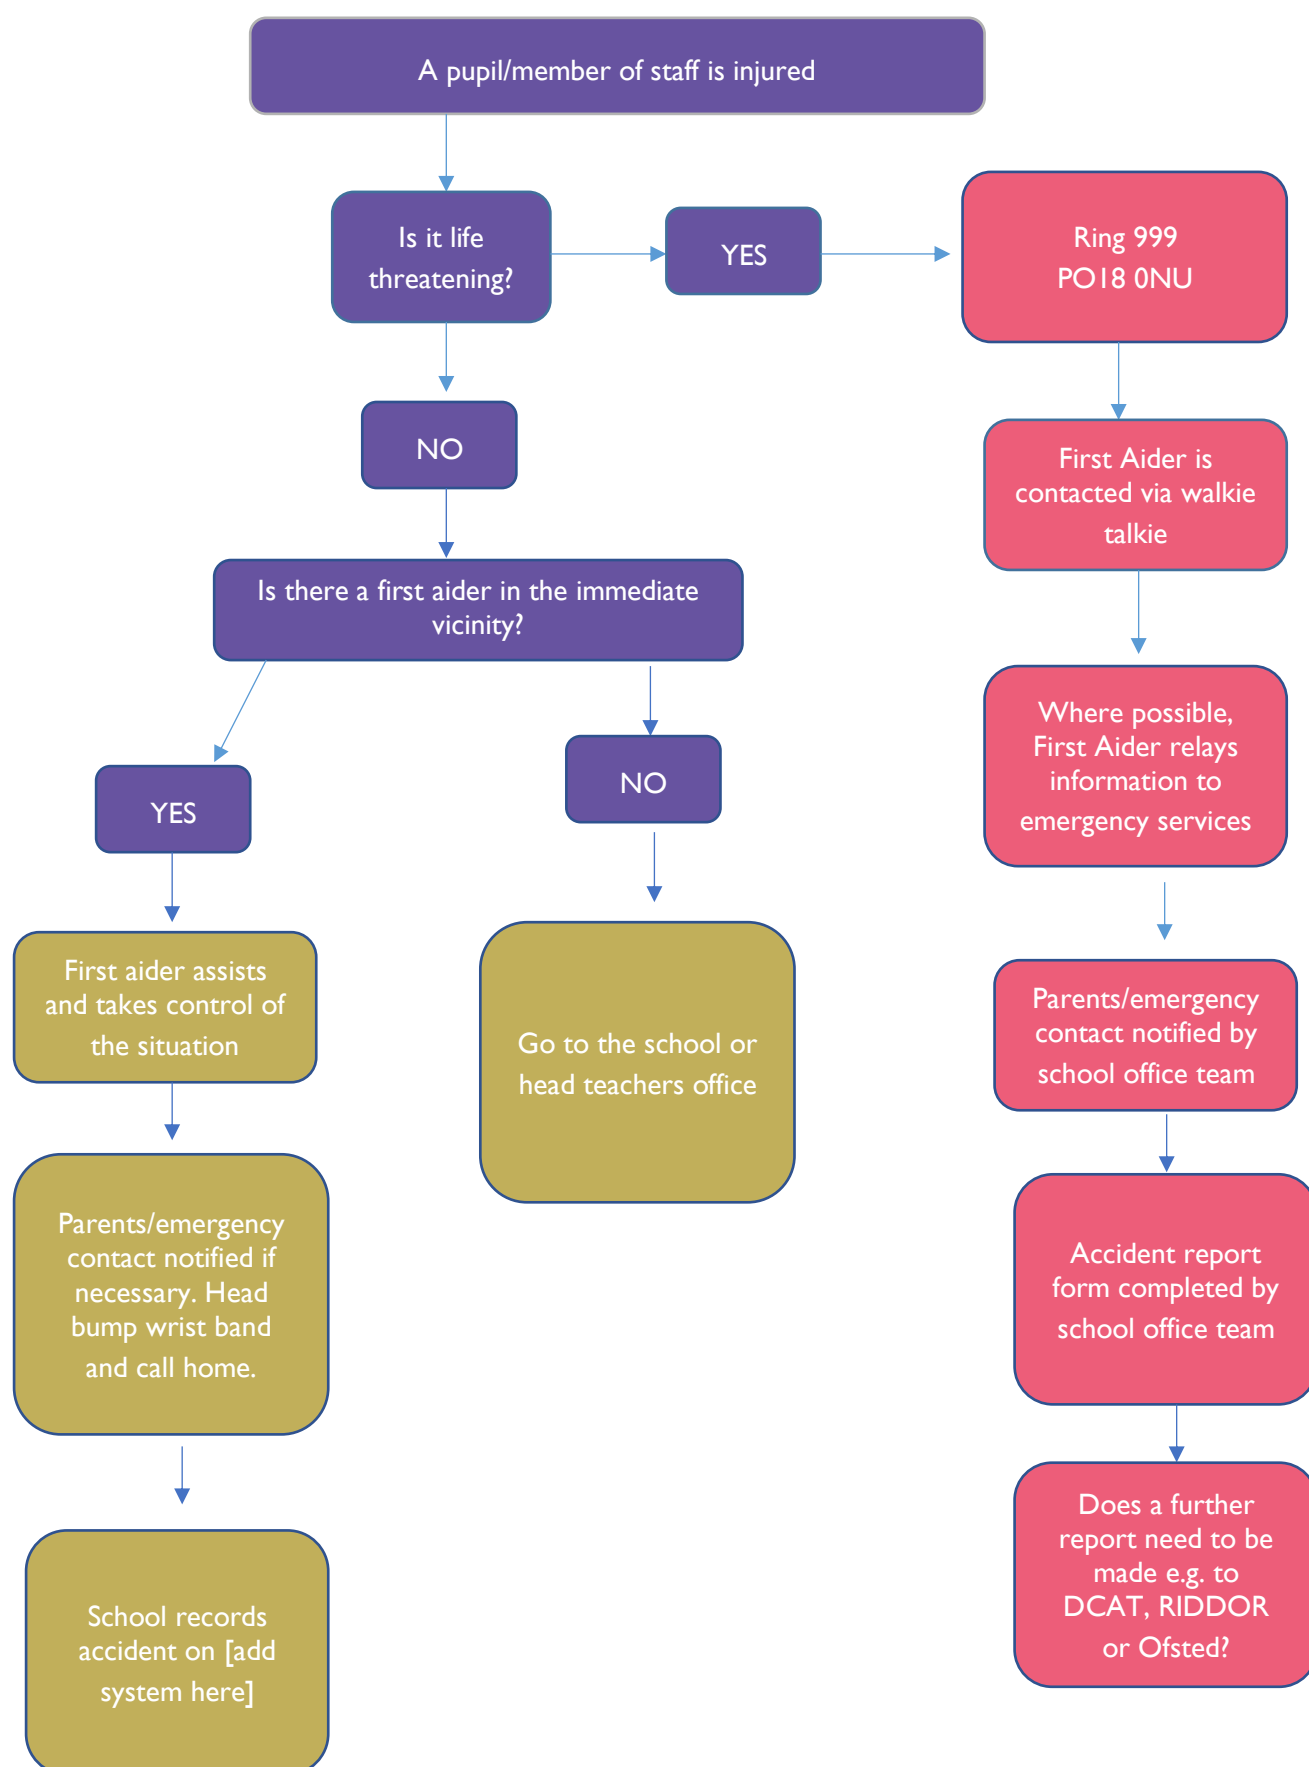 A pupil/member of staff is injured
Is it life
threatening?
YES
Ring 999
PO18 0NU
NO
First Aider is
contacted via walkie
talkie
Is there a first aider in the immediate
vicinity?
Where possible,
First Aider relays
information to
emergency services
YES
NO
First aider assists
and takes control of
the situation
Go to the school or
head teachers office
Parents/emergency
contact notified by
school office team
Parents/emergency
contact notified if
necessary. Head
bump wrist band
and call home.
Accident report
form completed by
school office team
School records
accident on [add
system here]
Does a further
report need to be
made e.g. to
DCAT, RIDDOR
or Ofsted?